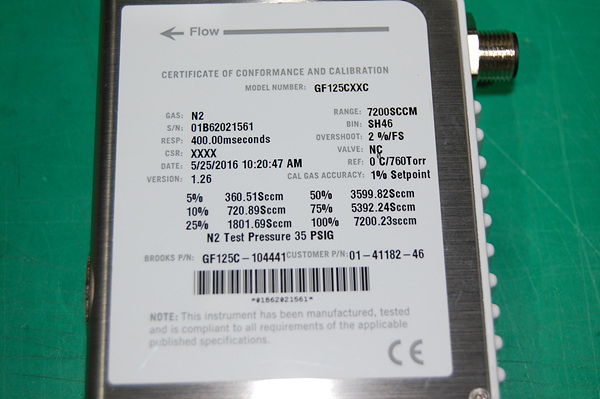 Flow
CERTIFICATE OF CONFORMANCE AND CALIBRATION
MODEL NUMBER: GF125CXXC
GAS: N2 RANGE: 7200SCCM
S/N: 01B62021561 BIN: SH46
RESP: 400.00mseconds OVERSHOOT: 2 %/FS
CSR: XXXX VALVE: NC
DATE: 5/25/2016 10:20:47 AM REF: 0 C/760Torr
VERSION: 1.26 CAL GAS ACCURACY: 1% Setpoint
5% 360.51Sccm 50% 3599.82Sccm
10% 720.89Sccm 75% 5392.24Sccm
25% 1801.69Sccm 100% 7200.23Sccm
N2 Test Pressure 35 PSIG
BROOKS P/N: GF125C-104441 CUSTOMER P/N: 01-41182-46
*01B62021561*
NOTE: This instrument has been manufactured, tested
and is compliant to all requirements of the applicable
published specifications.
CE